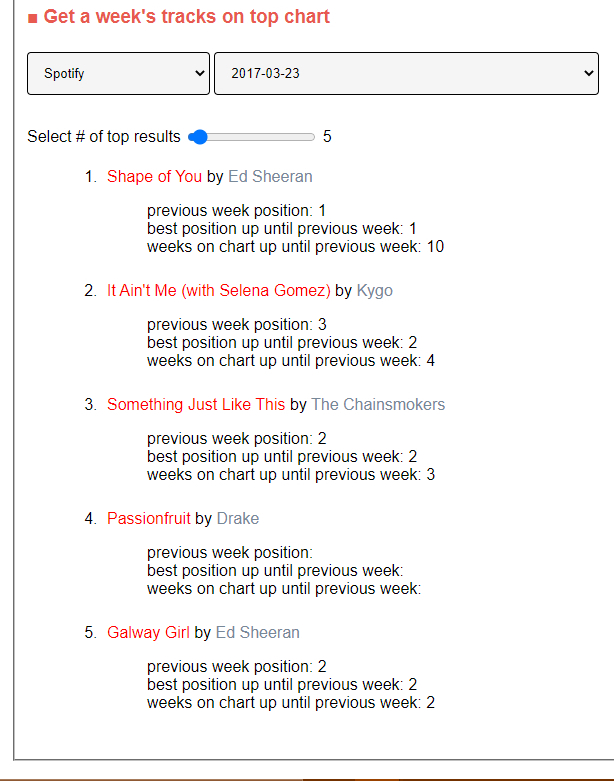 ■ Get a week's tracks on top chart
Spotify
2017-03-23
Select # of top results 5
1. Shape of You by Ed Sheeran
previous week position: 1
best position up until previous week: 1
weeks on chart up until previous week: 10
2. It Ain't Me (with Selena Gomez) by Kygo
previous week position: 3
best position up until previous week: 2
weeks on chart up until previous week: 4
3. Something Just Like This by The Chainsmokers
previous week position: 2
best position up until previous week: 2
weeks on chart up until previous week: 3
4. Passionfruit by Drake
previous week position:
best position up until previous week:
weeks on chart up until previous week:
5. Galway Girl by Ed Sheeran
previous week position: 2
best position up until previous week: 2
weeks on chart up until previous week: 2